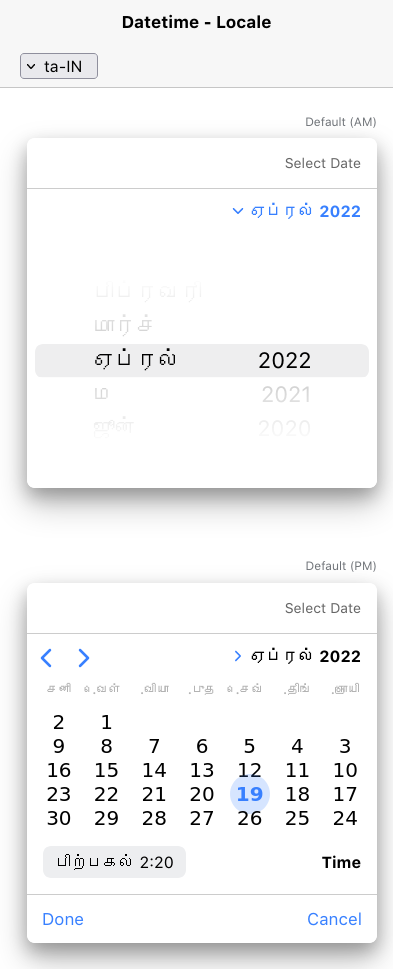 Datetime - Locale
ta-IN
Default (AM)
Select Date
ஏப்ரல் 2022
பிப்ரவரி
மார்ச்
ஏப்ரல் 2022
மே 2021
ஜூன் 2020
Default (PM)
Select Date
ஏப்ரல் 2022
சனி வெள். வியா. புத. செவ். திங். ஞாயி.
2 1
9 8 7 6 5 4 3
16 15 14 13 12 11 10
23 22 21 20 19 18 17
30 29 28 27 26 25 24
பிற்பகல் 2:20 Time
Done Cancel